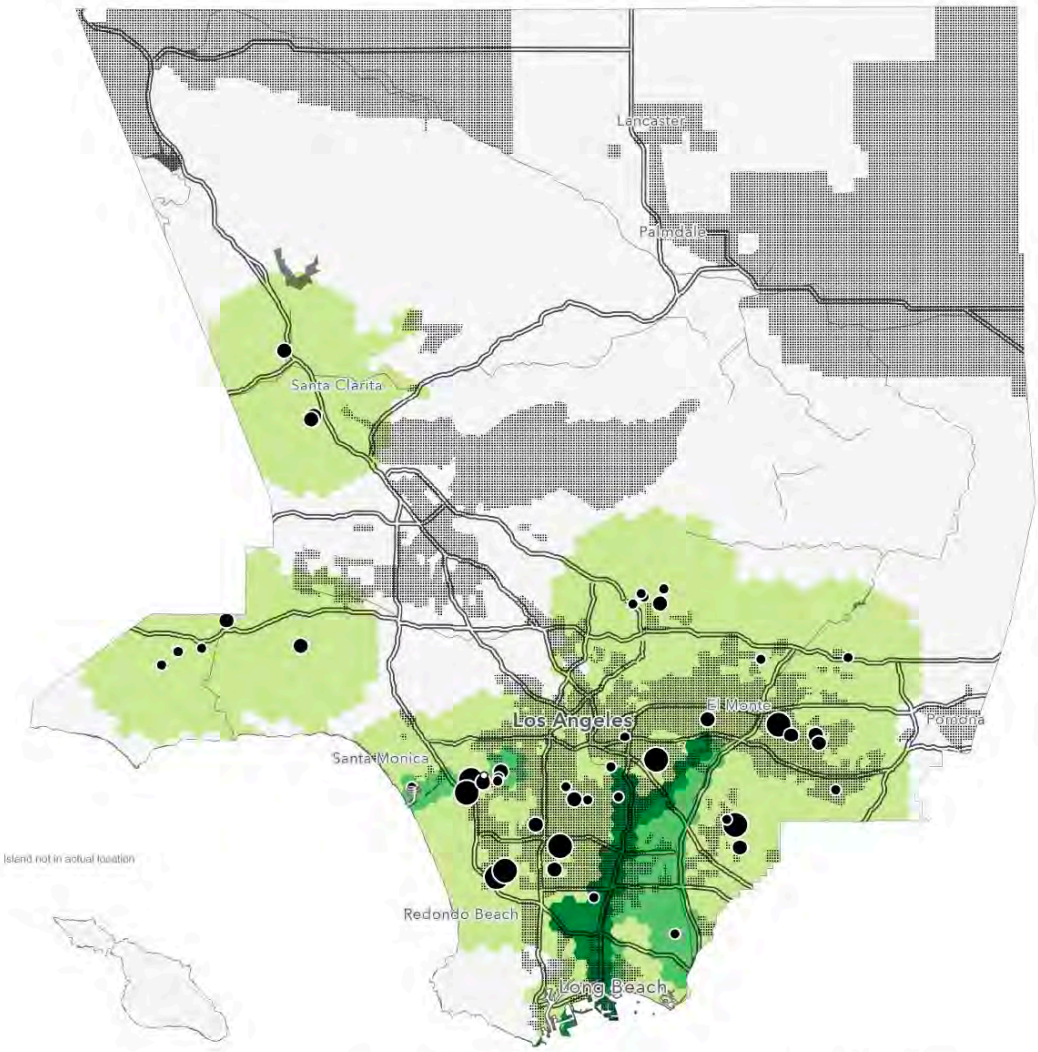 Lancaster
Palmdale
Santa Clarita
El Monte
Los Angeles
Pomona
Santa Monica
Island not in actual location
Redondo Beach
Long Beach